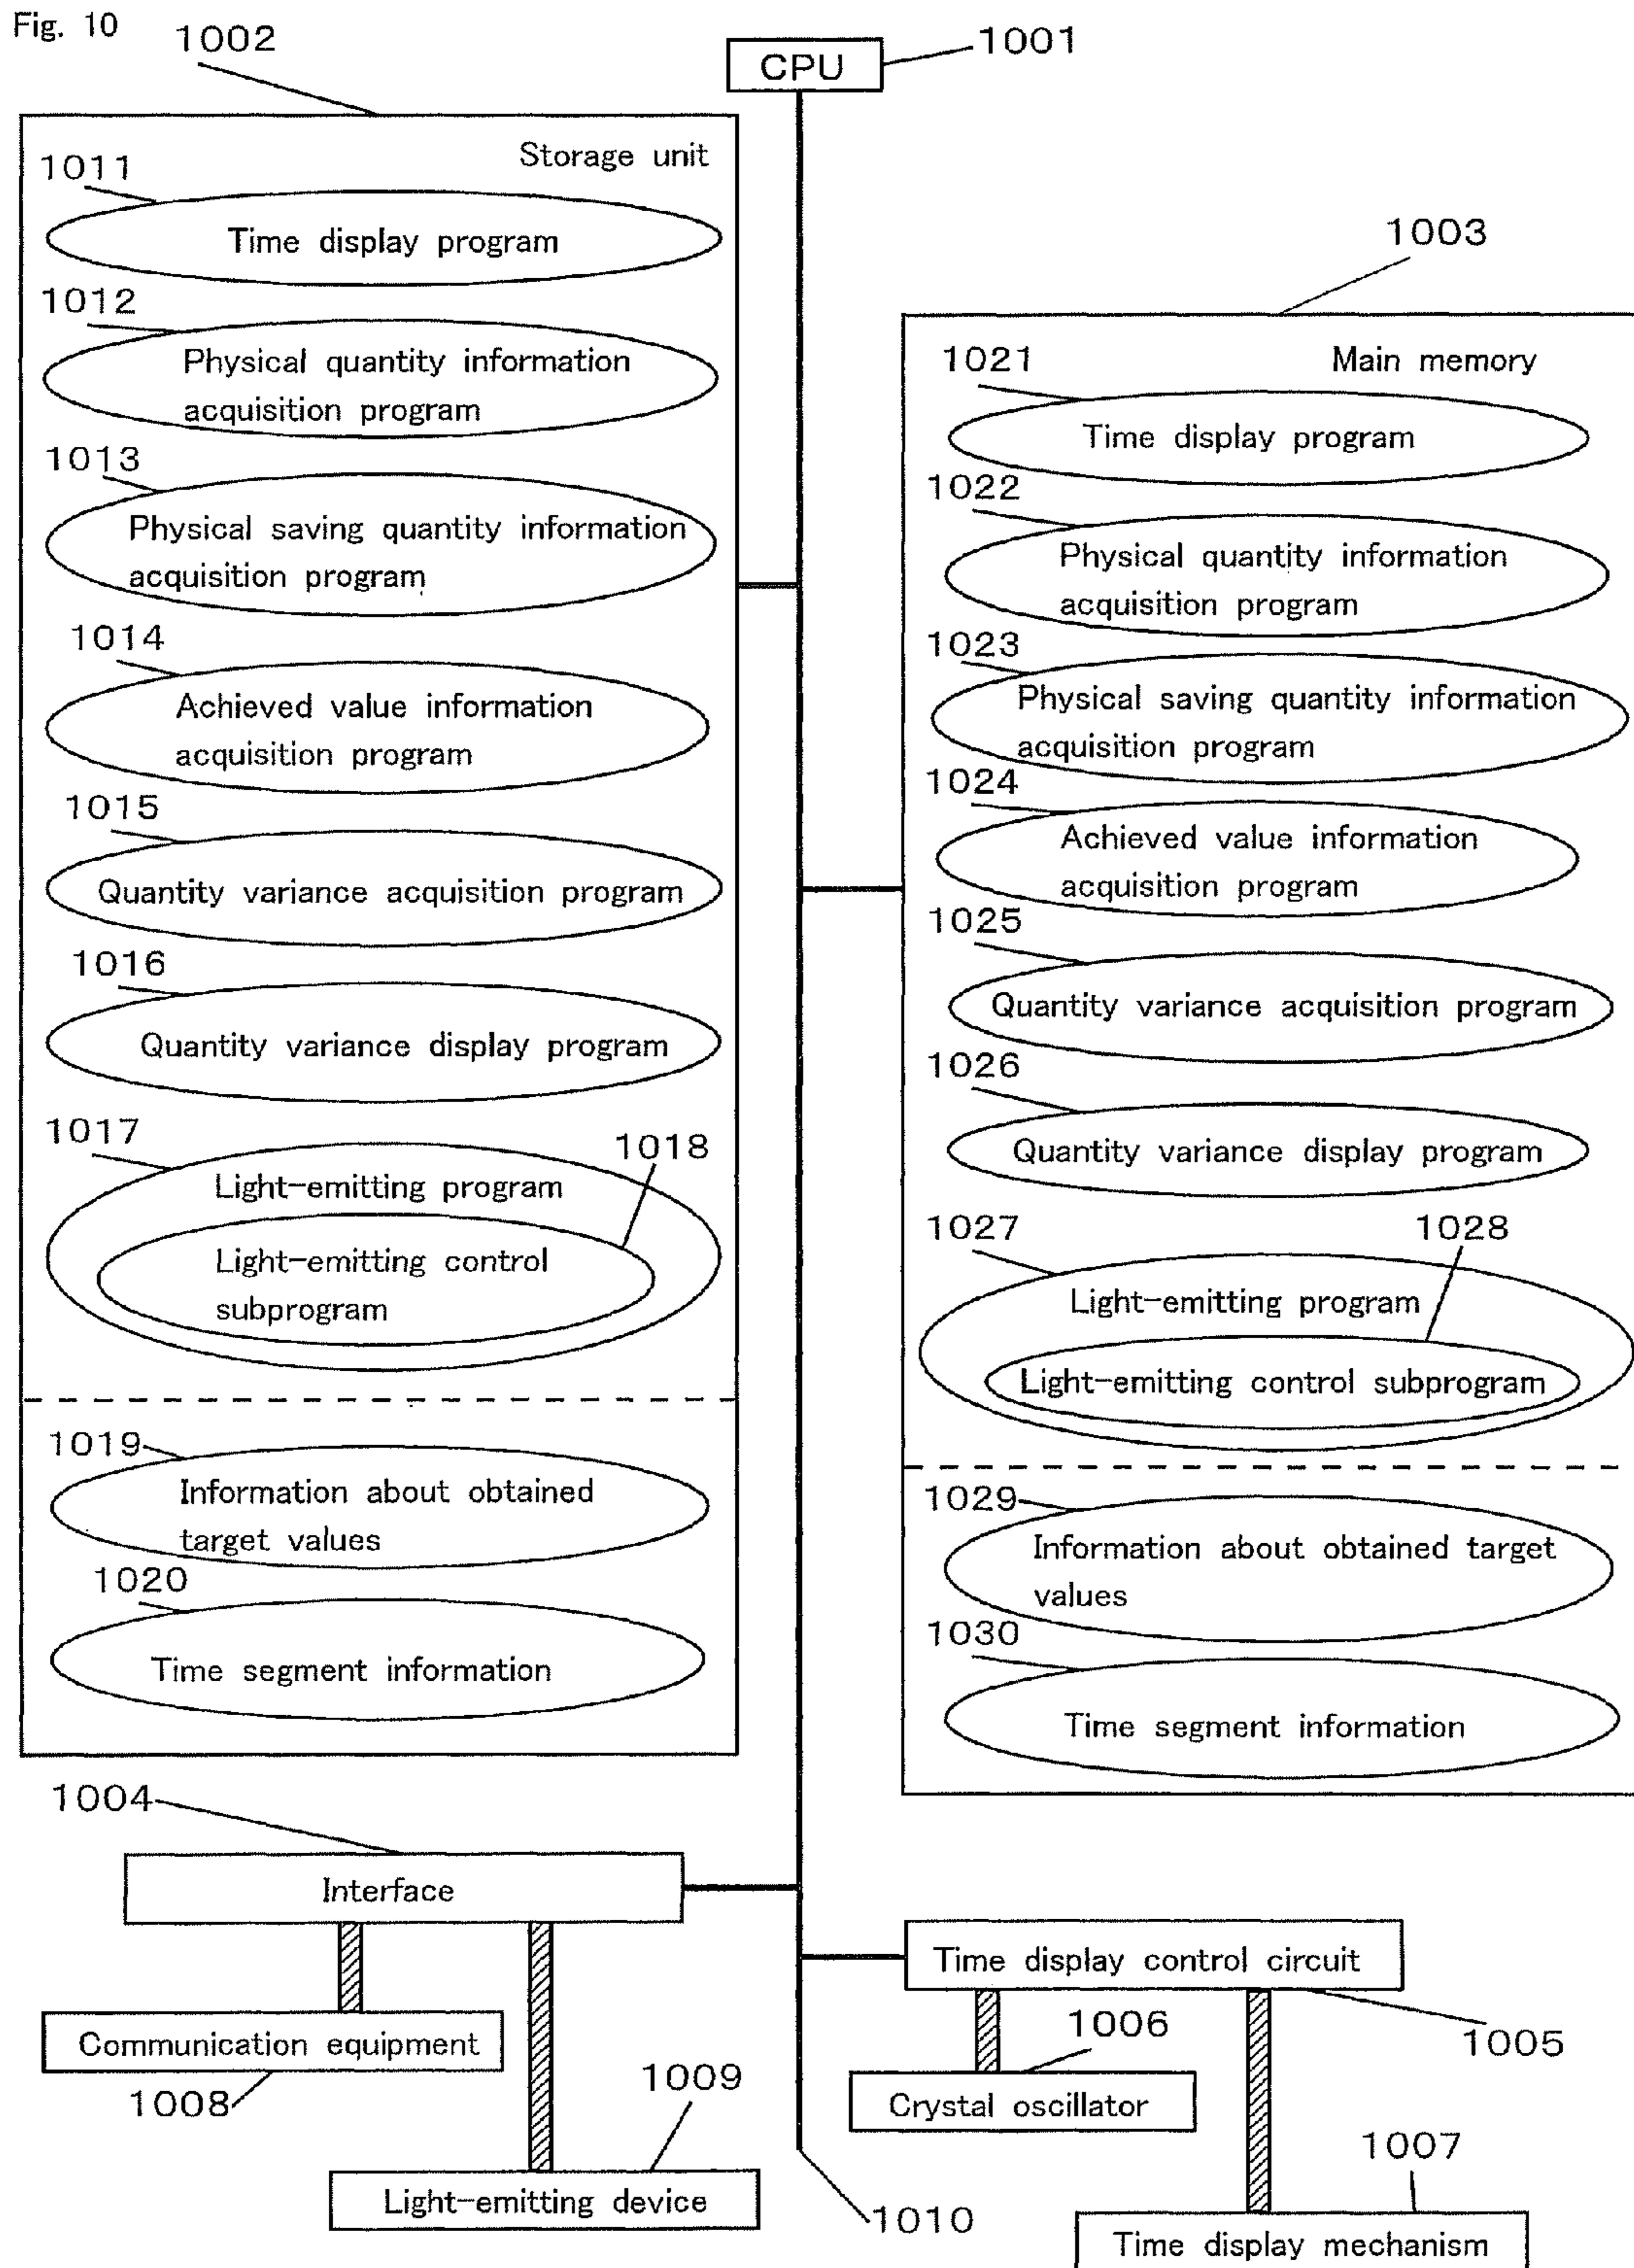 Fig. 10
1002
CPU
1001
Storage unit
1011
Time display program
1012
Physical quantity information
acquisition program
1013
Physical saving quantity information
acquisition program
1014
Achieved value information
acquisition program
1015
Quantity variance acquisition program
1016
Quantity variance display program
1017
1018
Light-emitting program
Light-emitting control
subprogram
1019
Information about obtained
target values
1020
Time segment information
1003
Main memory
1021
Time display program
1022
Physical quantity information
acquisition program
1023
Physical saving quantity information
acquisition program
1024
Achieved value information
acquisition program
1025
Quantity variance acquisition program
1026
Quantity variance display program
1027
1028
Light-emitting program
Light-emitting control subprogram
1029
Information about obtained target
values
1030
Time segment information
1004
Interface
Communication equipment
1008
1009
Light-emitting device
Time display control circuit
1005
1006
Crystal oscillator
1007
Time display mechanism
1010